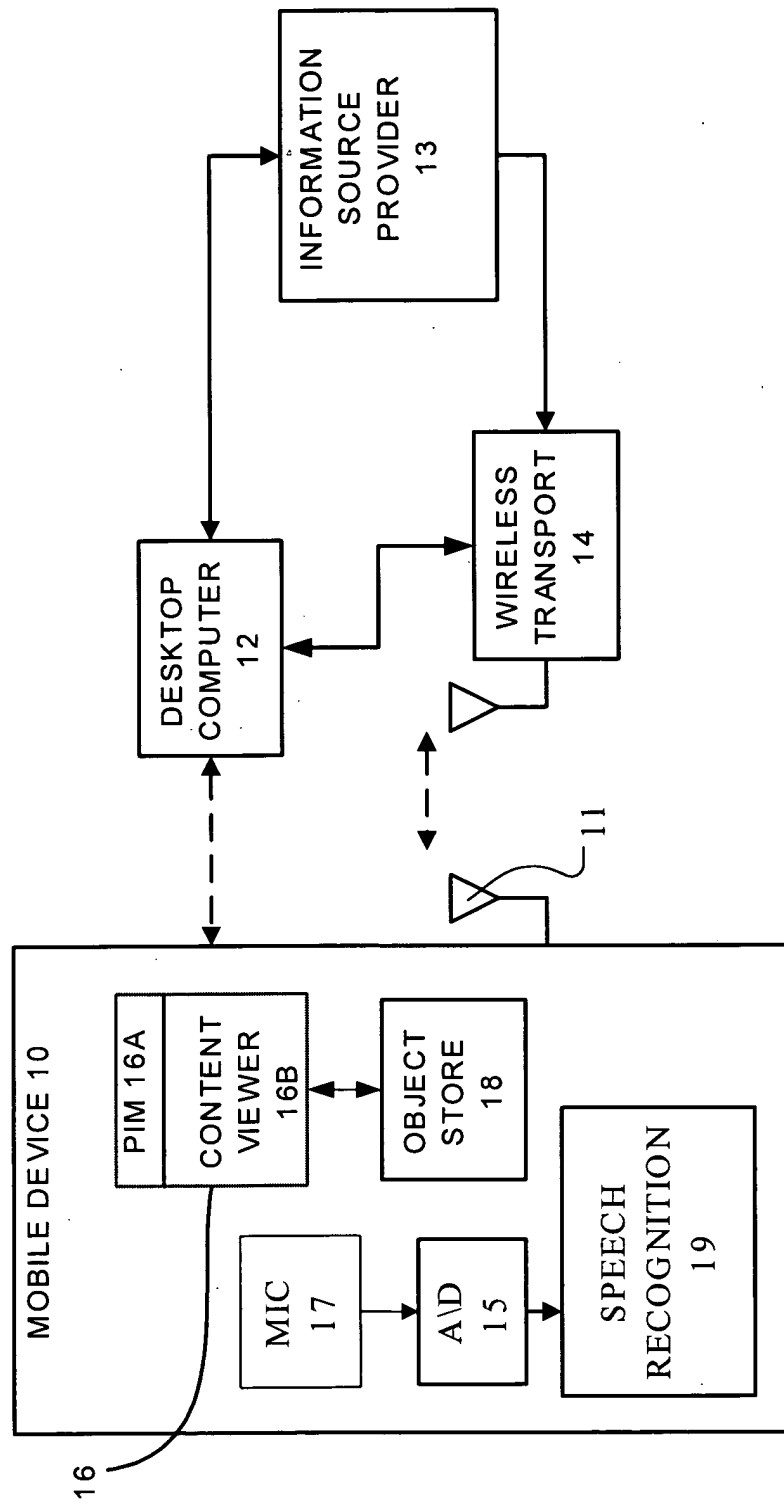 MOBILE DEVICE 10
16
PIM 16A
CONTENT
VIEWER
16B
MIC
17
A\D
15
OBJECT
STORE
18
SPEECH
RECOGNITION
19
11
DESKTOP
COMPUTER
12
WIRELESS
TRANSPORT
14
INFORMATION
SOURCE
PROVIDER
13